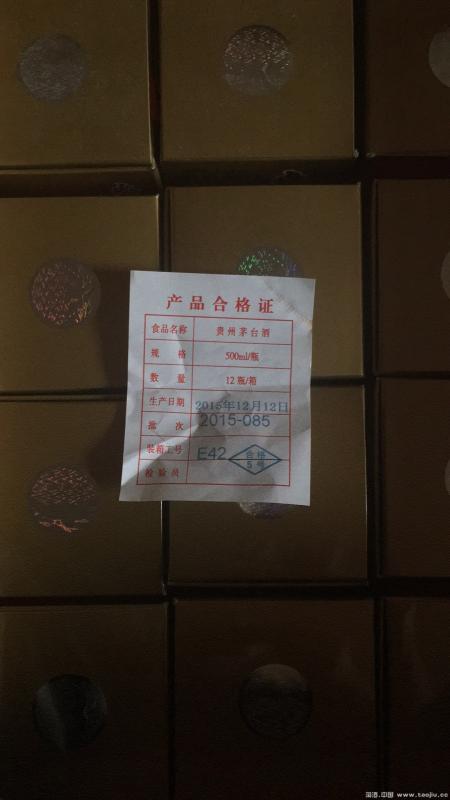 产品合格证
食品名称 贵州茅台酒
规 格 500ml/瓶
数 量 12瓶/箱
生产日期 2015年12月12日
批 次 2015-085
装箱工号 E42
检验员 合格
5号
淘酒.中国 www.taojiu.cc